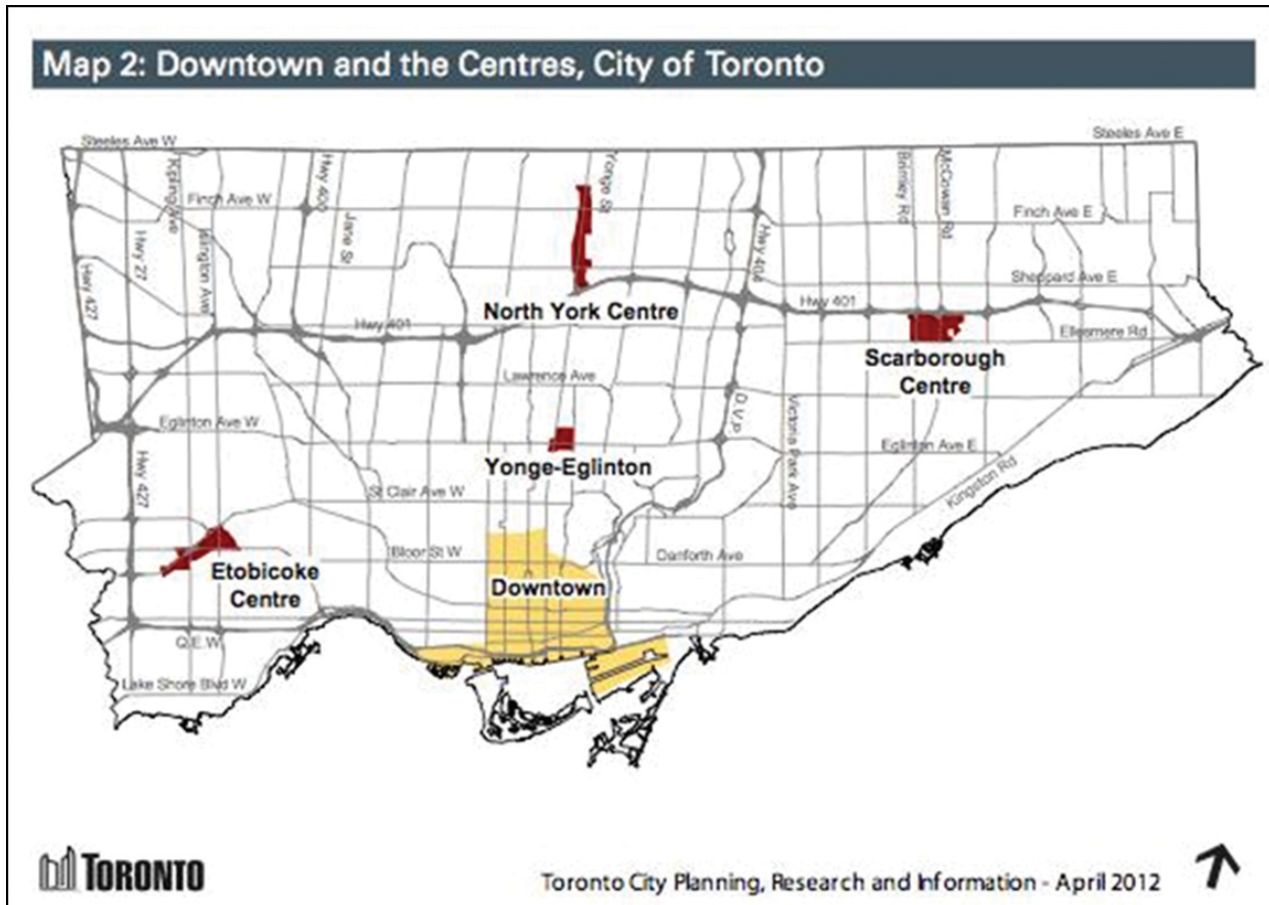 Map 2: Downtown and the Centres, City of Toronto
Steeles Ave W
Steeles Ave E
Kipling Ave
Finch Ave W
Hwy 400
Jane St
Yonge St
Brimley Rd
McCowan Rd
Finch Ave E
Hwy 27
Islington Ave
Hwy 404
Hwy 427
Sheppard Ave E
Hwy 401
North York Centre
Hwy 401
Ellesmere Rd
Scarborough
Centre
Lawrence Ave
D.V.P
Victoria Park Ave
Eglinton Ave W
Eglinton Ave E
Yonge-Eglinton
Hwy 427
St Clair Ave W
Kingston Rd
Bloor St W
Danforth Ave
Etobicoke
Centre
Downtown
Q.E.W
Lake Shore Blvd W
TORONTO
Toronto City Planning, Research and Information - April 2012